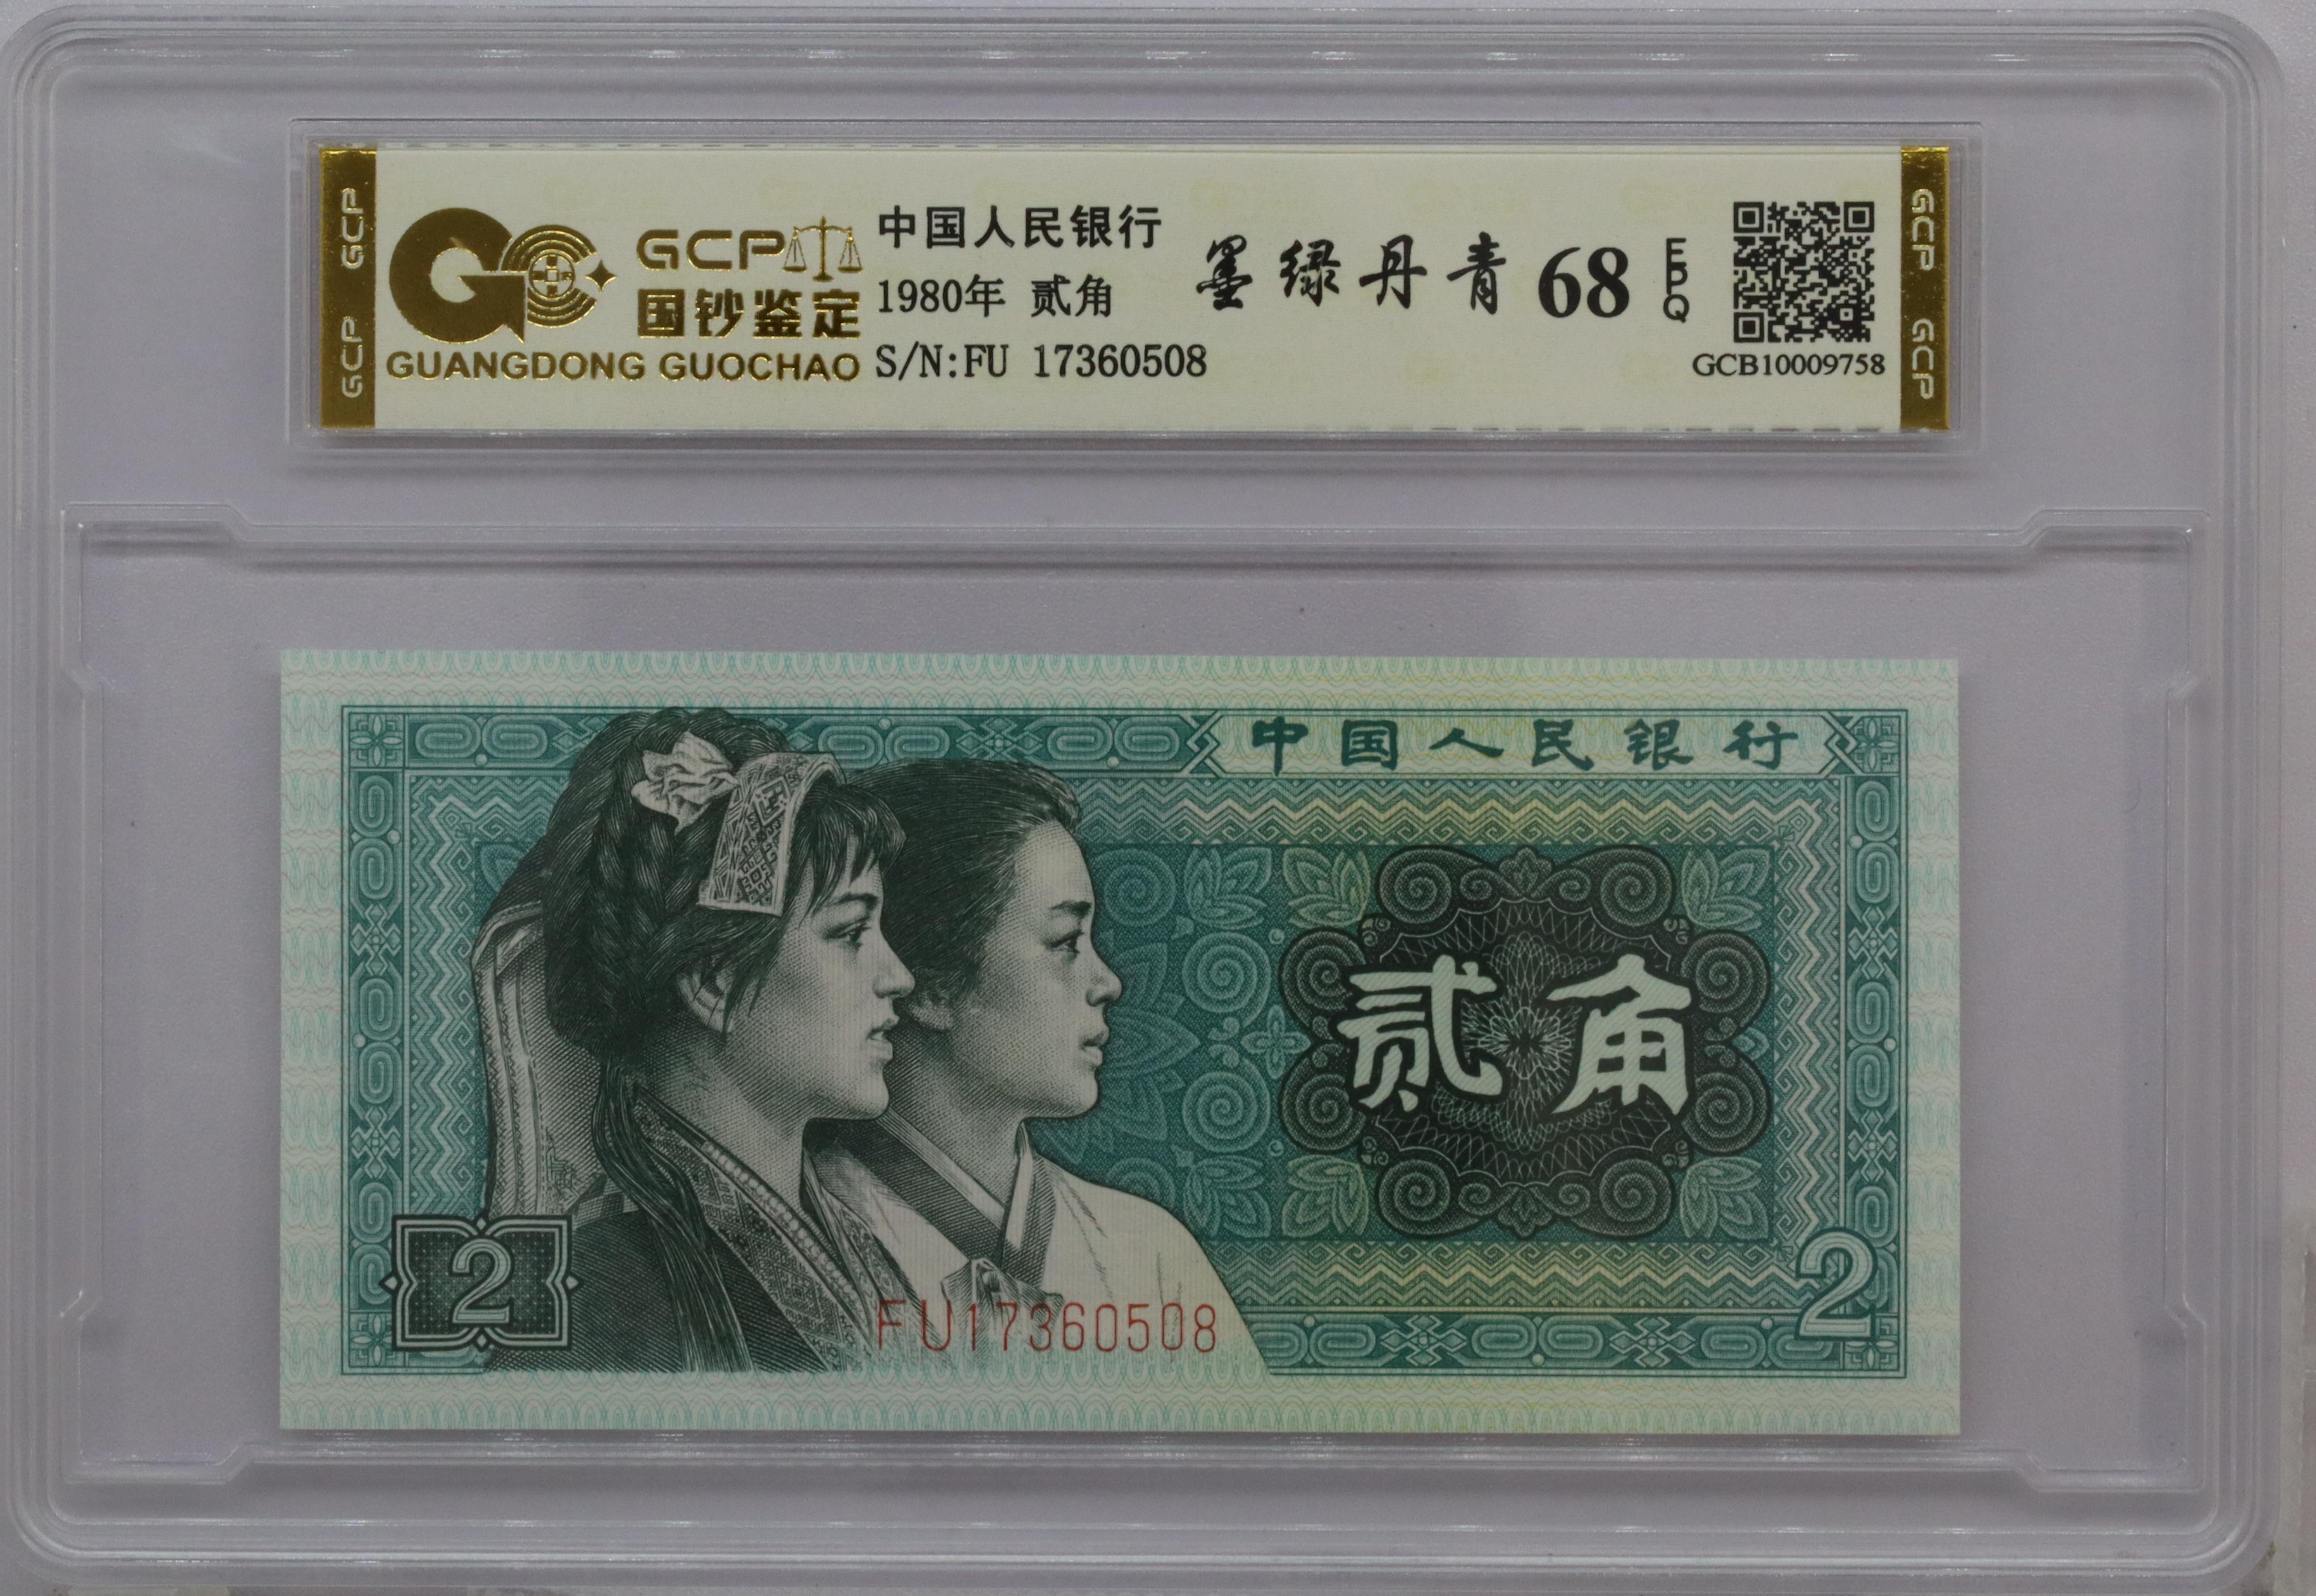 GCP
GCP
GCP
国钞鉴定
GUANGDONG GUOCHAO
中国人民银行
1980年 贰角
S/N:FU 17360508
墨绿丹青 68 EPQ
GCB10009758
GCP
GCP
中国人民银行
贰角
2
2
FU17360508